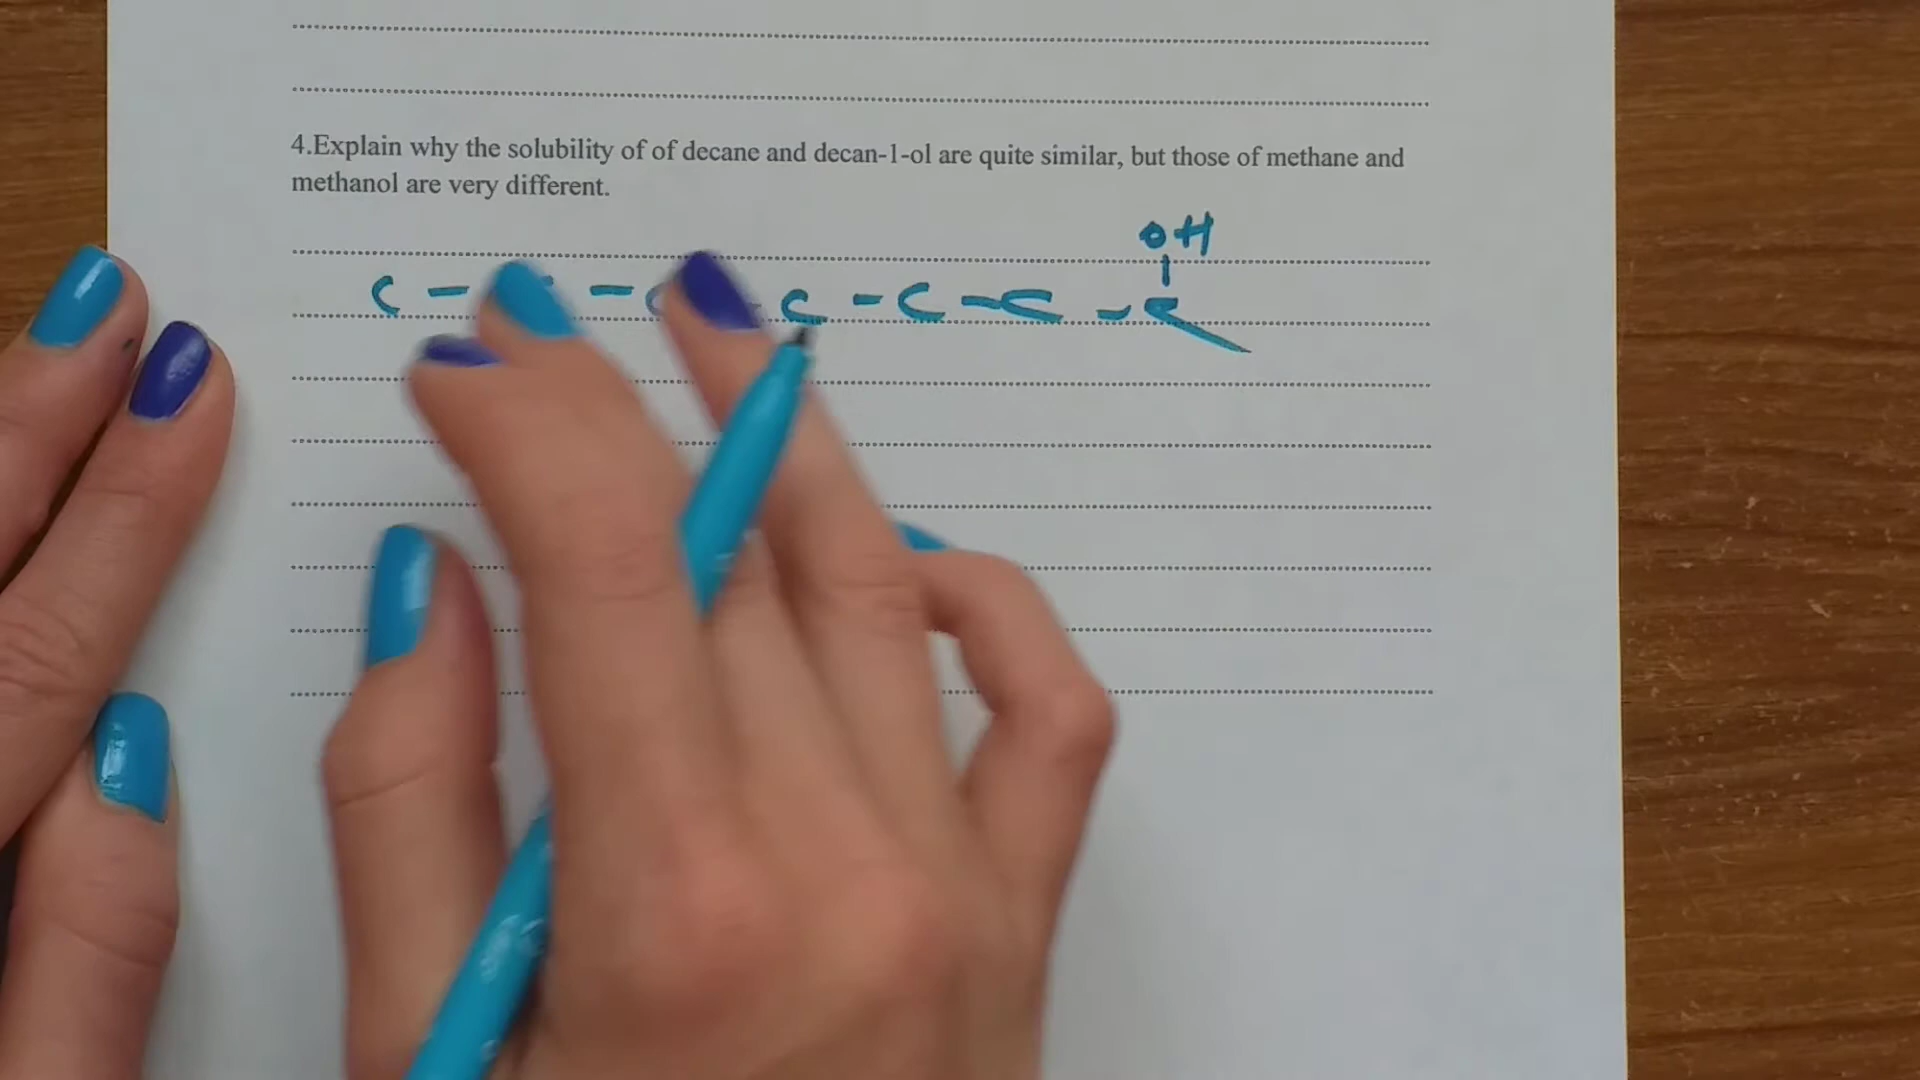 4.Explain why the solubility of of decane and decan-1-ol are quite similar, but those of methane and
methanol are very different.
OH
C - - C - C - C - C